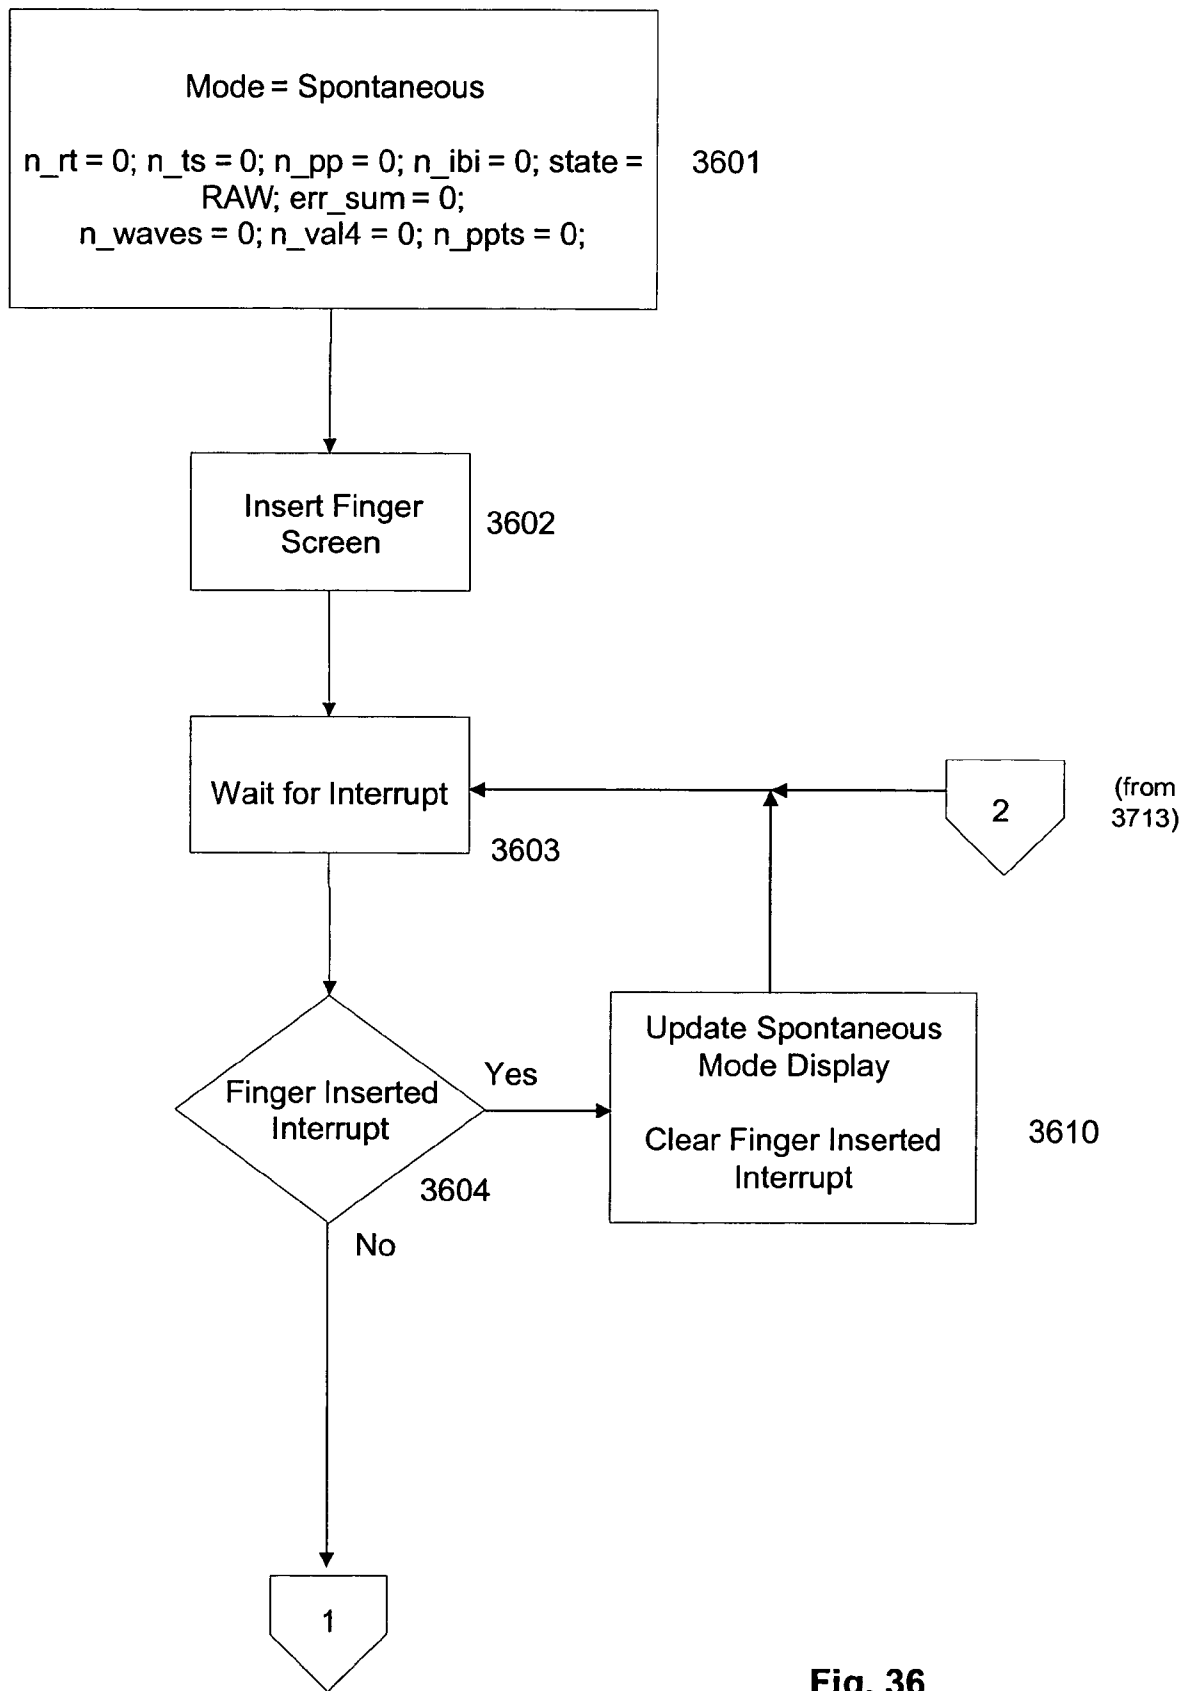 Mode = Spontaneous
n_rt = 0; n_ts = 0; n_pp = 0; n_ibi = 0; state =
RAW; err_sum = 0;
n_waves = 0; n_val4 = 0; n_ppts = 0;
3601
Insert Finger
Screen
3602
Wait for Interrupt
3603
2
(from
3713)
Finger Inserted
Interrupt
3604
Yes
No
Update Spontaneous
Mode Display
Clear Finger Inserted
Interrupt
3610
1
Fig. 36